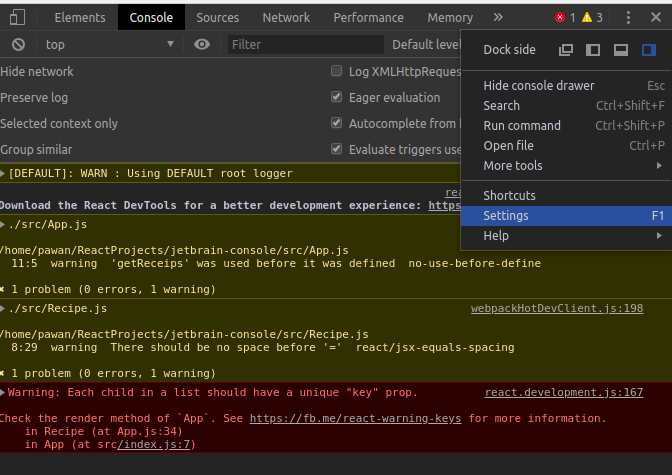 Elements Console Sources Network Performance Memory 1 3
top Filter Default level
Dock side
Hide network Log XMLHttpReques
Hide console drawer Esc
Preserve log Eager evaluation
Search Ctrl+Shift+F
Selected context only Autocomplete from
Run command Ctrl+Shift+P
Group similar Evaluate triggers use
Open file Ctrl+P
More tools
Shortcuts
Settings F1
Help
[DEFAULT]: WARN : Using DEFAULT root logger
rea
Download the React DevTools for a better development experience: https
./src/App.js
/home/pawan/ReactProjects/jetbrain-console/src/App.js
11:5 warning 'getReceips' was used before it was defined no-use-before-define
✖ 1 problem (0 errors, 1 warning)
./src/Recipe.js webpackHotDevClient.js:198
/home/pawan/ReactProjects/jetbrain-console/src/Recipe.js
8:29 warning There should be no space before '=' react/jsx-equals-spacing
✖ 1 problem (0 errors, 1 warning)
Warning: Each child in a list should have a unique "key" prop. react.development.js:167
Check the render method of `App`. See https://fb.me/react-warning-keys for more information.
in Recipe (at App.js:34)
in App (at src/index.js:7)